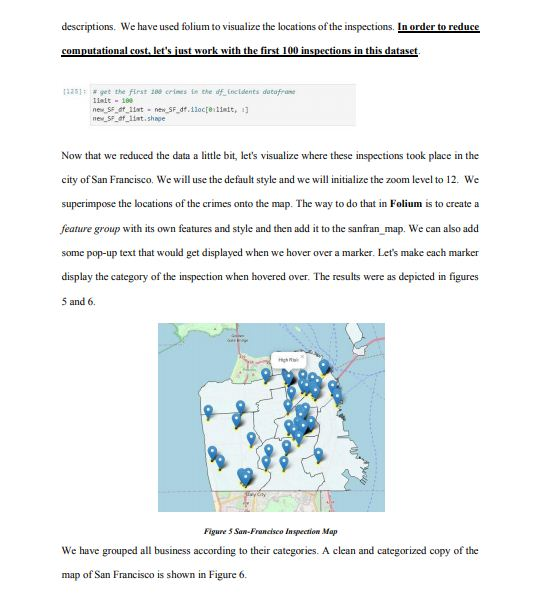 descriptions. We have used folium to visualize the locations of the inspections. In order to reduce
computational cost, let's just work with the first 100 inspections in this dataset.
[125]: # get the first 100 crimes in the df_incidents dataframe
limit = 100
new_SF_df_limt = new_SF_df.iloc[0:limit, :]
new_SF_df_limt.shape
Now that we reduced the data a little bit, let's visualize where these inspections took place in the
city of San Francisco. We will use the default style and we will initialize the zoom level to 12. We
superimpose the locations of the crimes onto the map. The way to do that in Folium is to create a
feature group with its own features and style and then add it to the sanfran_map. We can also add
some pop-up text that would get displayed when we hover over a marker. Let's make each marker
display the category of the inspection when hovered over. The results were as depicted in figures
5 and 6.
Golden
Gate Bridge
High Risk
Daly City
Figure 5 San-Francisco Inspection Map
We have grouped all business according to their categories. A clean and categorized copy of the
map of San Francisco is shown in Figure 6.